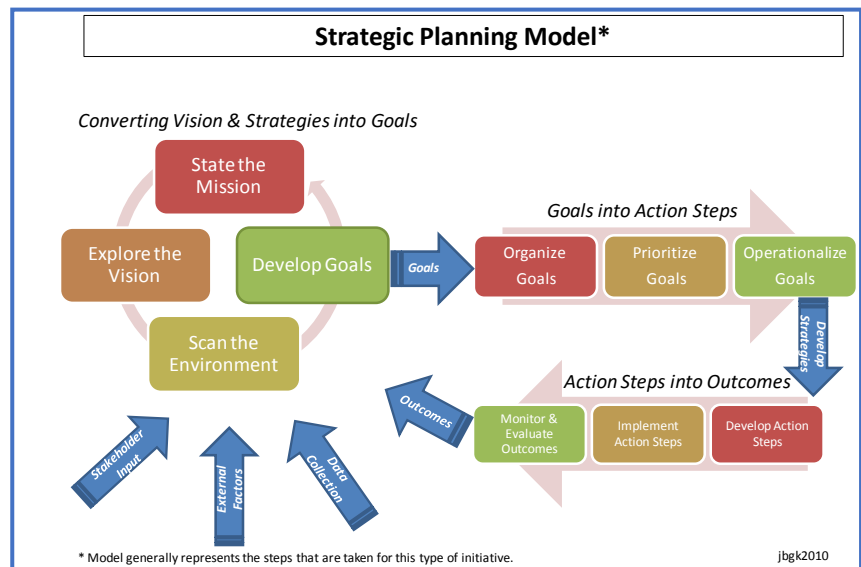 Strategic Planning Model*
Converting Vision & Strategies into Goals
State the
Mission
Explore the
Vision
Develop Goals
Scan the
Environment
Goals
Goals into Action Steps
Organize
Goals
Prioritize
Goals
Operationalize
Goals
Develop
Strategies
Action Steps into Outcomes
Monitor &
Evaluate
Outcomes
Implement
Action Steps
Develop Action
Steps
Outcomes
Stakeholder
Input
External
Factors
Data
Collection
* Model generally represents the steps that are taken for this type of initiative.
jbgk2010